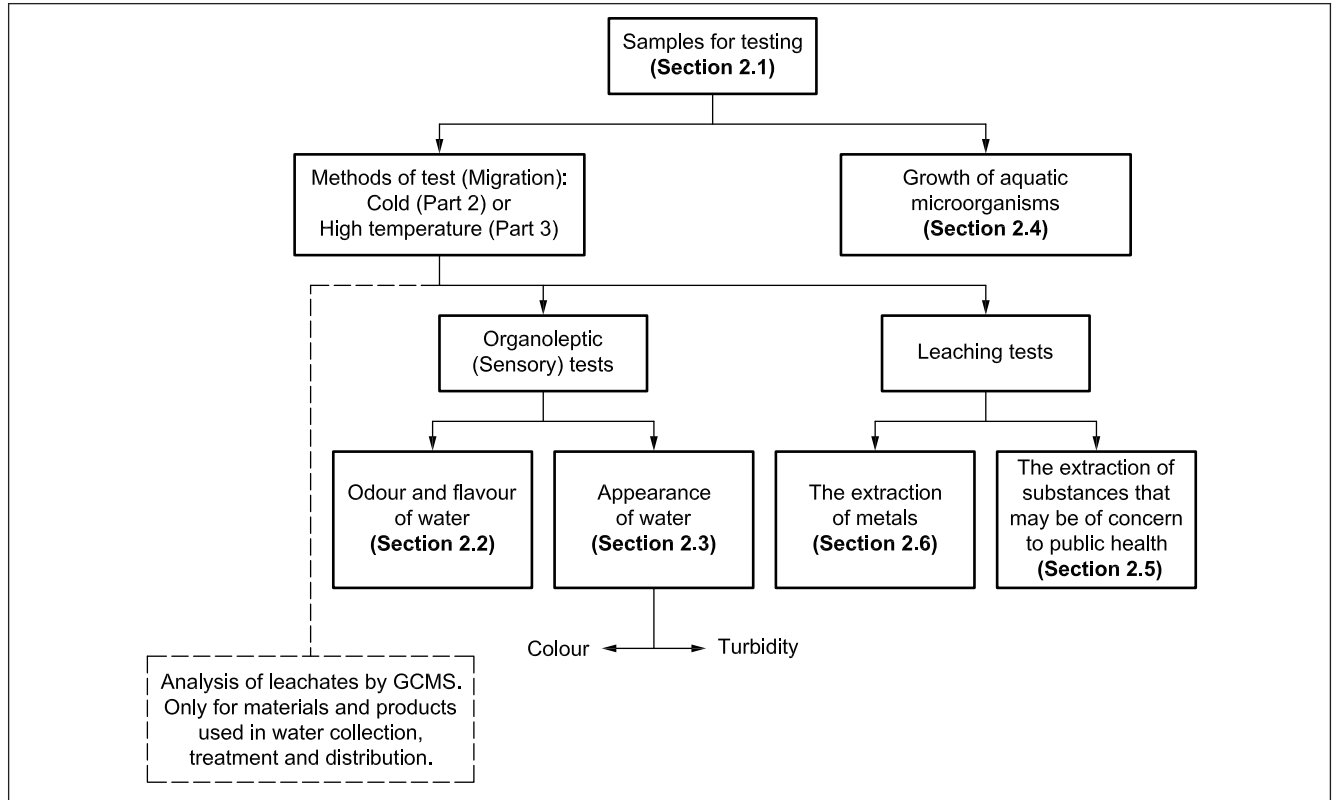 Samples for testing
(Section 2.1)
Methods of test (Migration):
Cold (Part 2) or
High temperature (Part 3)
Growth of aquatic
microorganisms
(Section 2.4)
Organoleptic
(Sensory) tests
Leaching tests
Odour and flavour
of water
(Section 2.2)
Appearance
of water
(Section 2.3)
The extraction
of metals
(Section 2.6)
The extraction of
substances that
may be of concern
to public health
(Section 2.5)
Colour
Turbidity
Analysis of leachates by GCMS.
Only for materials and products
used in water collection,
treatment and distribution.